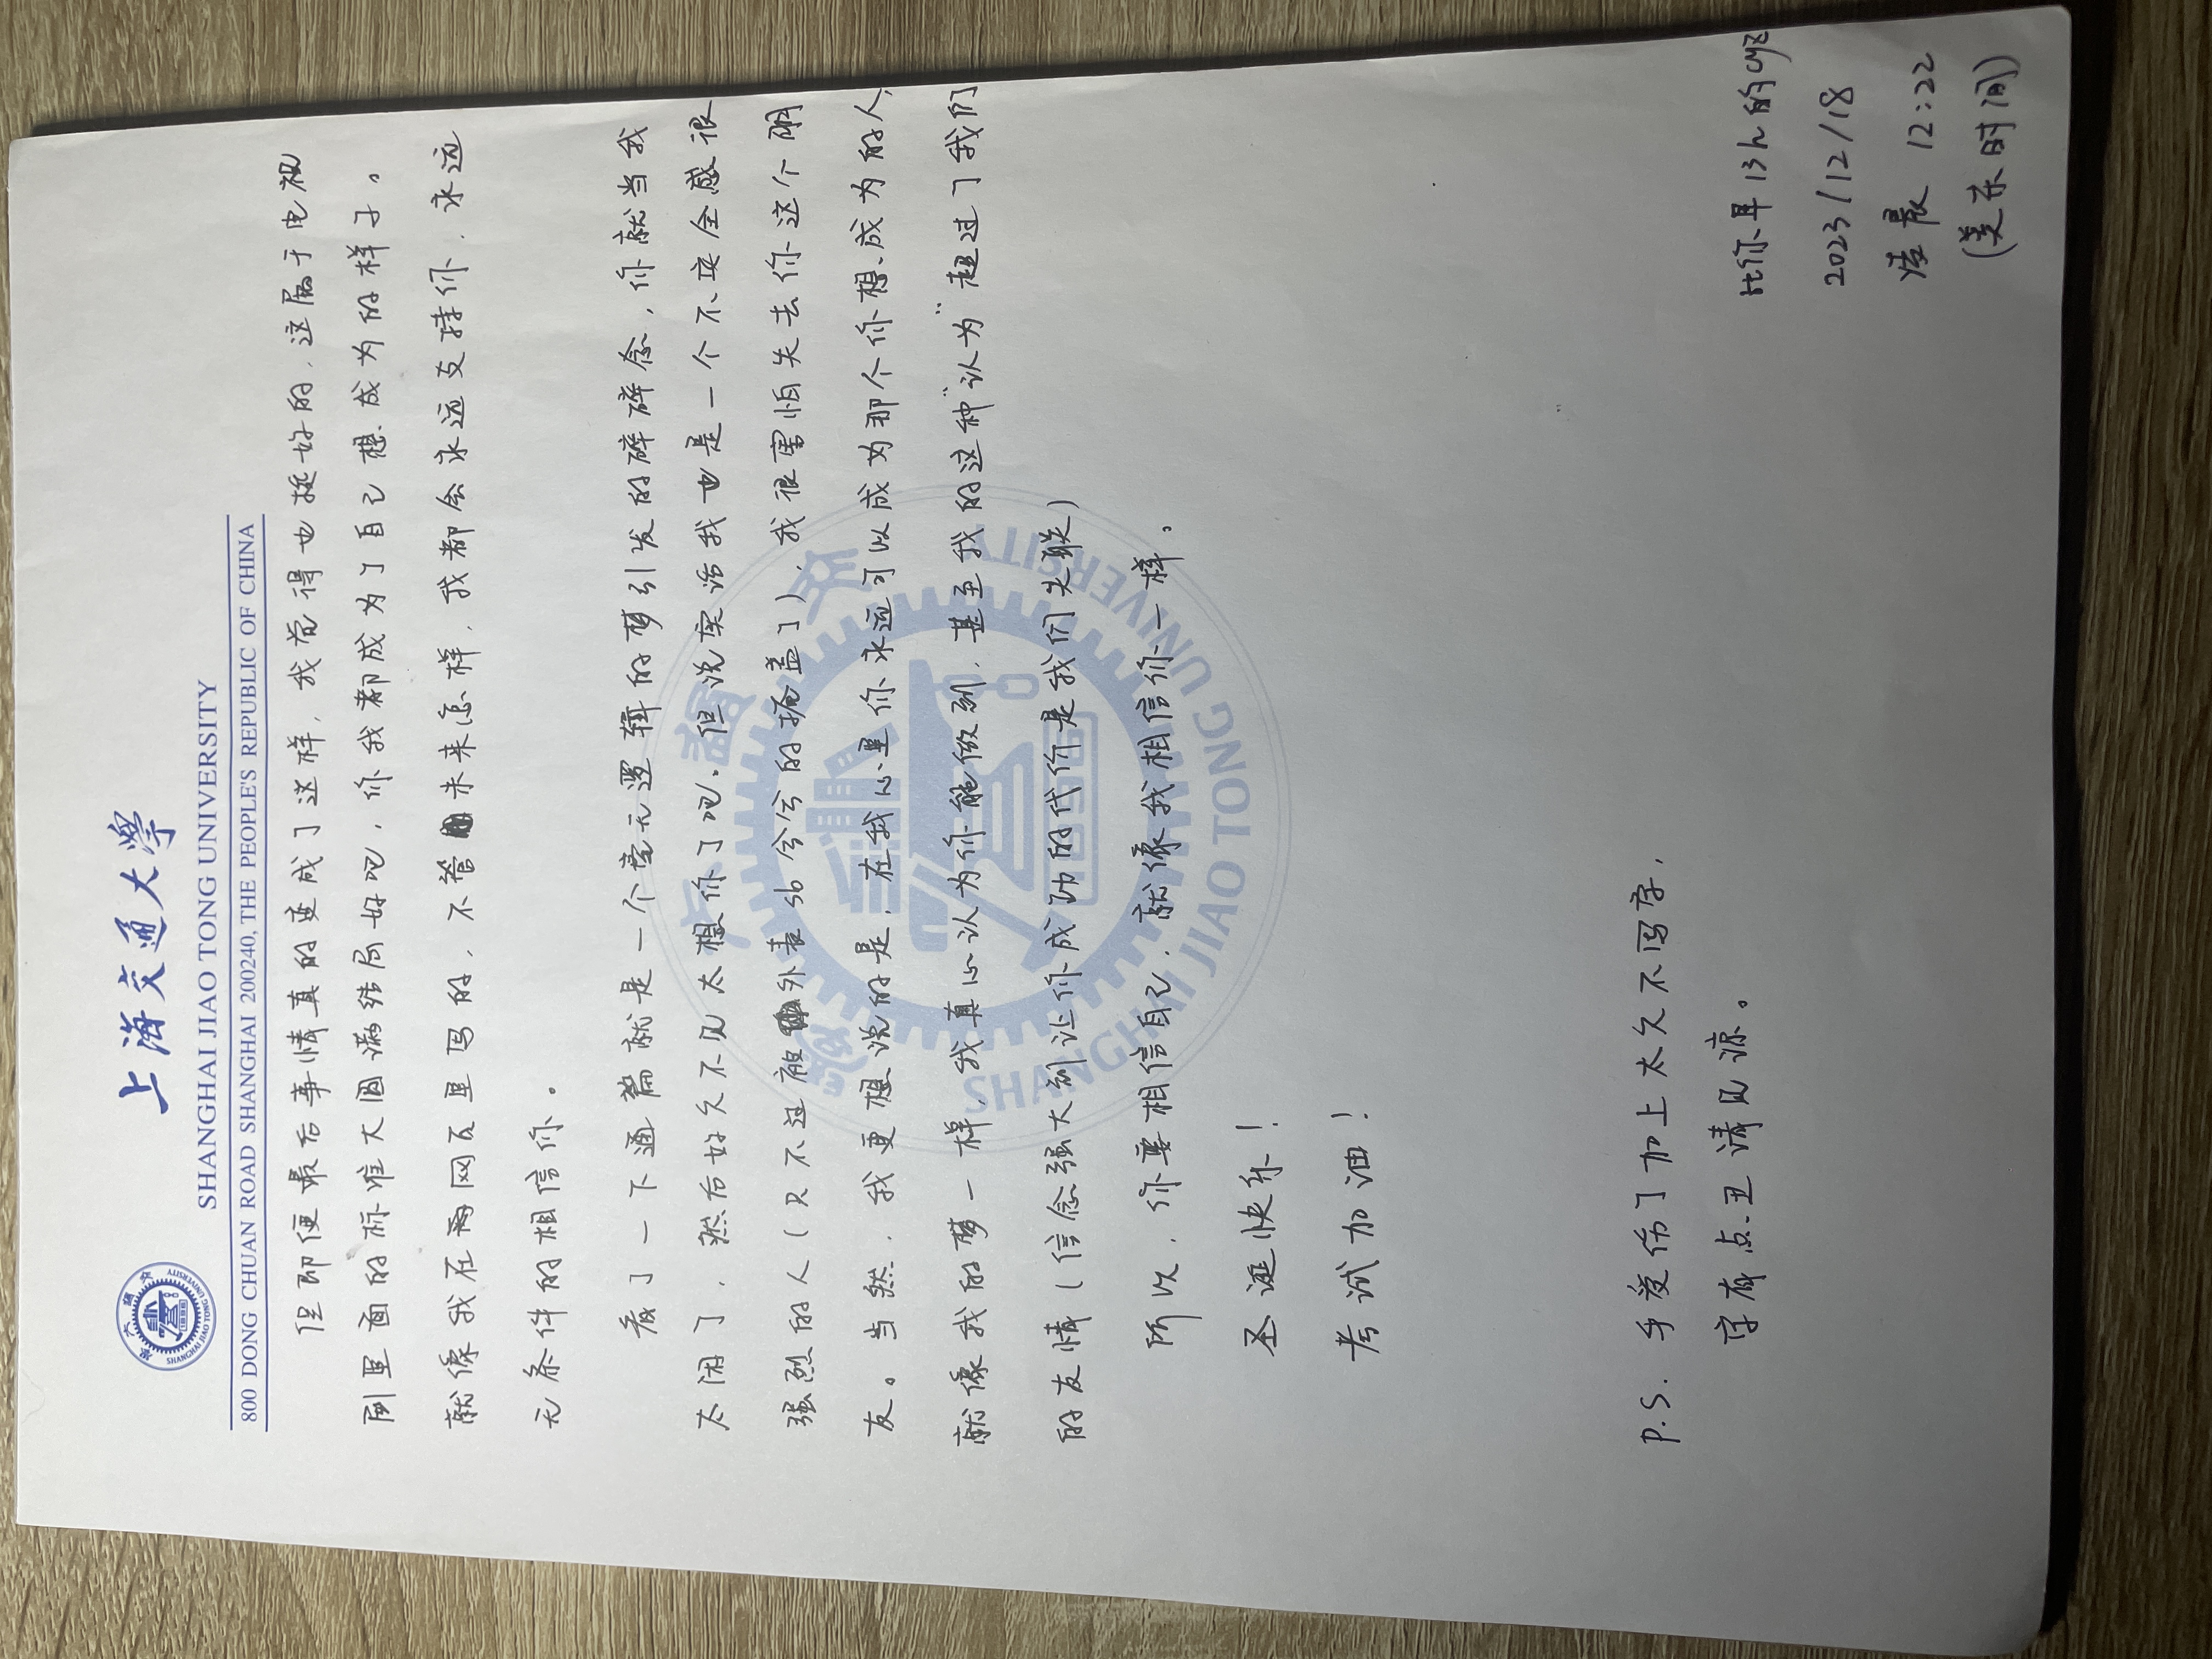 上海交通大學
SHANGHAI JIAO TONG UNIVERSITY
800 DONG CHUAN ROAD SHANGHAI 200240, THE PEOPLE'S REPUBLIC OF CHINA
但即便最后事情真的变成了这样，我觉得也挺好的，这属于电视
剧里面的标准大圆满结局好吧，你我都成为了自己想成为的样子。
就像我在网瓦里写的，不管未来怎样，我都会永远支持你，永远
无条件的相信你。
看了一下通篇就是一个毫无逻辑的梦引发的碎碎念，你就当我
太闲了，然后好久不见太想你了吧。但说实话我也是一个不安全感很
强烈的人（只不过被外表sb兮兮的掩盖了），我很害怕失去你这个朋
友。当然，我更想说的是，在我心里你永远可以成为那个你想成为的人，
就像我的梦一样，我真心认为你能做到，甚至我的这种“认为”超过了我们
的友情（信念强大到让你成功的代价是我们失联）
所以，你要相信自己，就像我相信你一样。
圣诞快乐！
考试加油！
P.S. 手受伤了加上太久不写字，
字有点丑请见谅。
比你早13h的cyz
2023/12/18
凌晨 12:22
（美东时间）